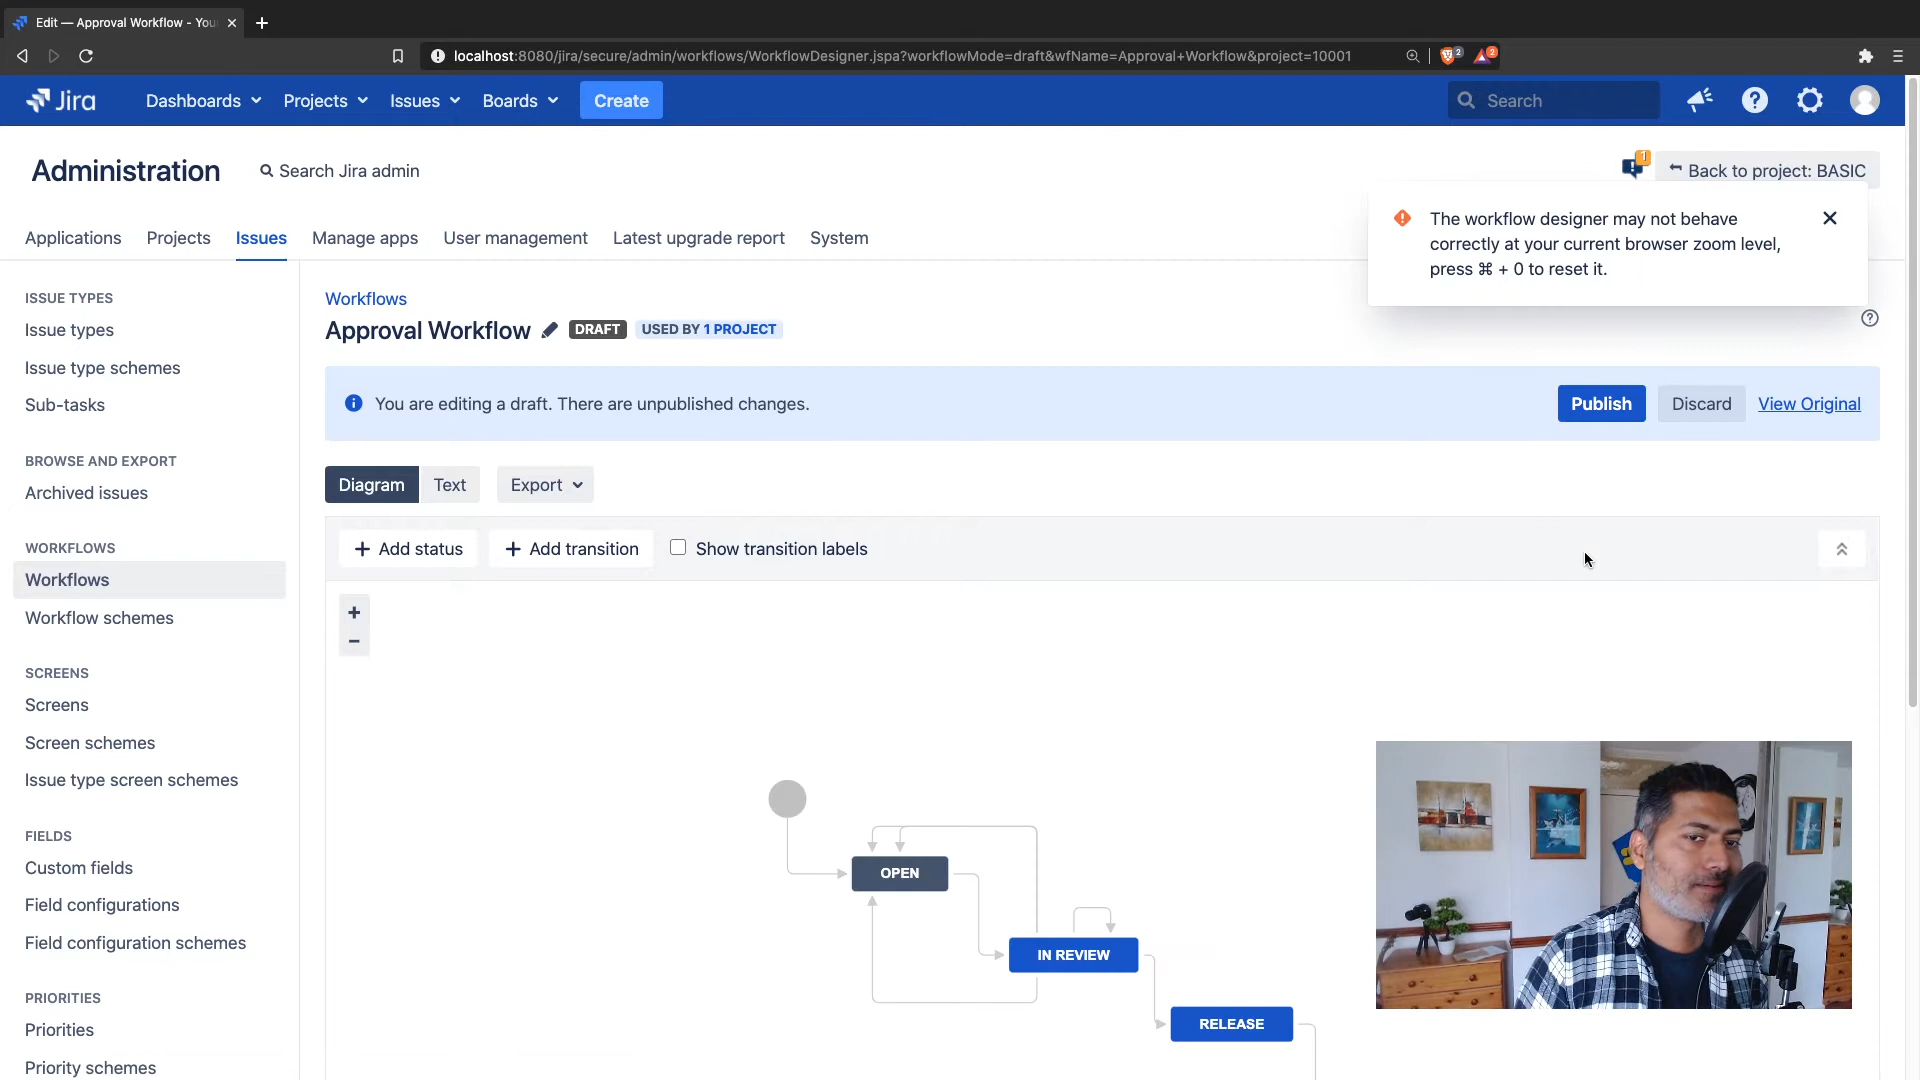 Edit — Approval Workflow - You
localhost:8080/jira/secure/admin/workflows/WorkflowDesigner.jspa?workflowMode=draft&wfName=Approval+Workflow&project=10001
2
2
Jira
Dashboards
Projects
Issues
Boards
Create
Search
Administration
Search Jira admin
1
Back to project: BASIC
The workflow designer may not behave
correctly at your current browser zoom level,
press ⌘ + 0 to reset it.
Applications
Projects
Issues
Manage apps
User management
Latest upgrade report
System
ISSUE TYPES
Issue types
Issue type schemes
Sub-tasks
BROWSE AND EXPORT
Archived issues
WORKFLOWS
Workflows
Workflow schemes
SCREENS
Screens
Screen schemes
Issue type screen schemes
FIELDS
Custom fields
Field configurations
Field configuration schemes
PRIORITIES
Priorities
Priority schemes
Workflows
Approval Workflow DRAFT USED BY 1 PROJECT
You are editing a draft. There are unpublished changes.
Publish
Discard
View Original
Diagram
Text
Export
+ Add status
+ Add transition
Show transition labels
+
−
OPEN
IN REVIEW
RELEASE